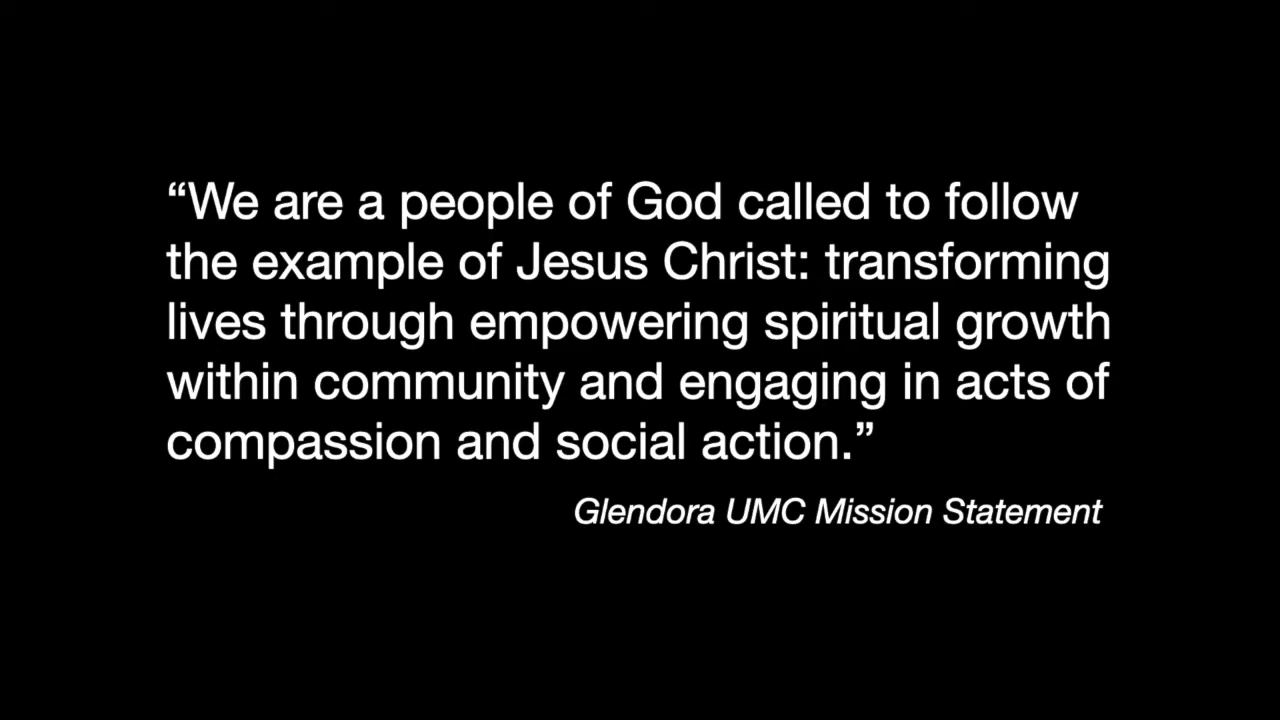 “We are a people of God called to follow
the example of Jesus Christ: transforming
lives through empowering spiritual growth
within community and engaging in acts of
compassion and social action.”
Glendora UMC Mission Statement